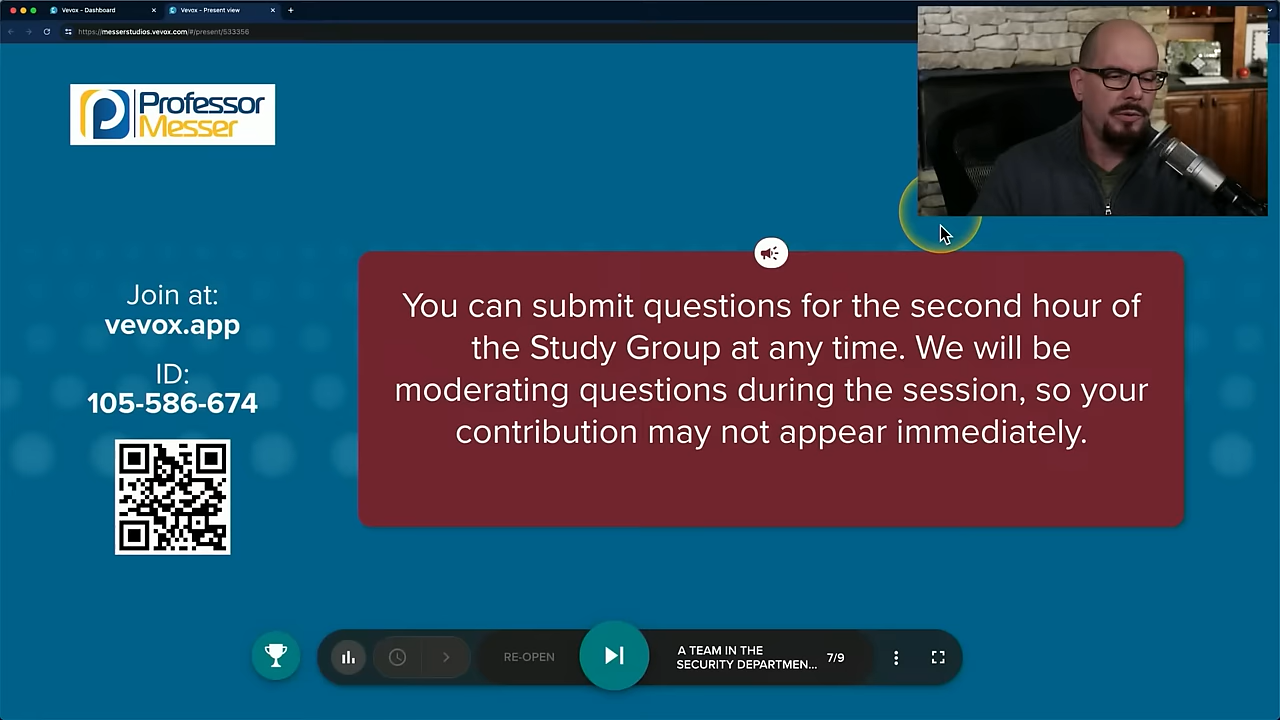 Vevox - Dashboard
Vevox - Present view
https://messerstudios.vevox.com/#/present/533356
Professor
Messer
Join at:
vevox.app
ID:
105-586-674
You can submit questions for the second hour of
the Study Group at any time. We will be
moderating questions during the session, so your
contribution may not appear immediately.
RE-OPEN
A TEAM IN THE
SECURITY DEPARTMEN...
7/9